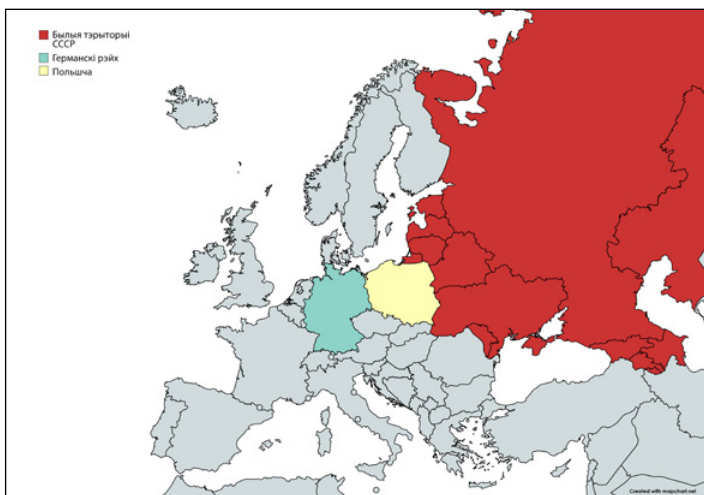 Былыя тэрыторыі
СССР
Германскі рэйх
Польшча
Created with mapchart.net